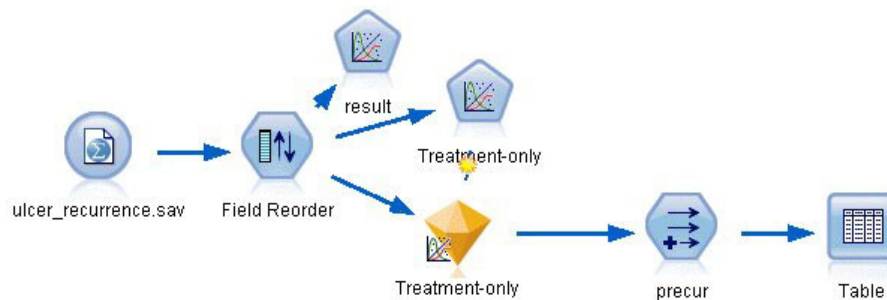 result
Treatment-only
ulcer_recurrence.sav
Field Reorder
Treatment-only
precur
Table